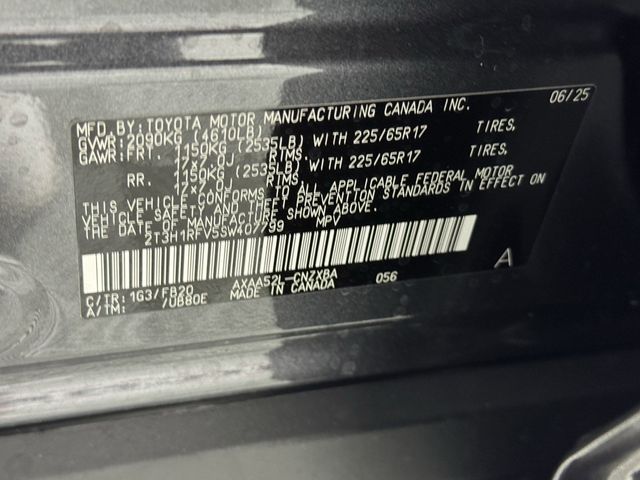 MFD.BY:TOYOTA MOTOR MANUFACTURING CANADA INC. 06/25
GVWR:2090KG (4610LB)
GAWR:FRT. 1150KG (2535LB) WITH 225/65R17 TIRES,
17x7.0J RIMS,
RR. 1150KG (2535LB) WITH 225/65R17 TIRES,
17x7.0J RIMS,
THIS VEHICLE CONFORMS TO ALL APPLICABLE FEDERAL MOTOR
VEHICLE SAFETY AND THEFT PREVENTION STANDARDS IN EFFECT ON
THE DATE OF MANUFACTURE SHOWN ABOVE.
2T3H1RFV5SW407799 MPV
A
AXAA52L-CNZXBA 056
C/TR: 1G3/FB20 MADE IN CANADA
A/TM: /UB80E